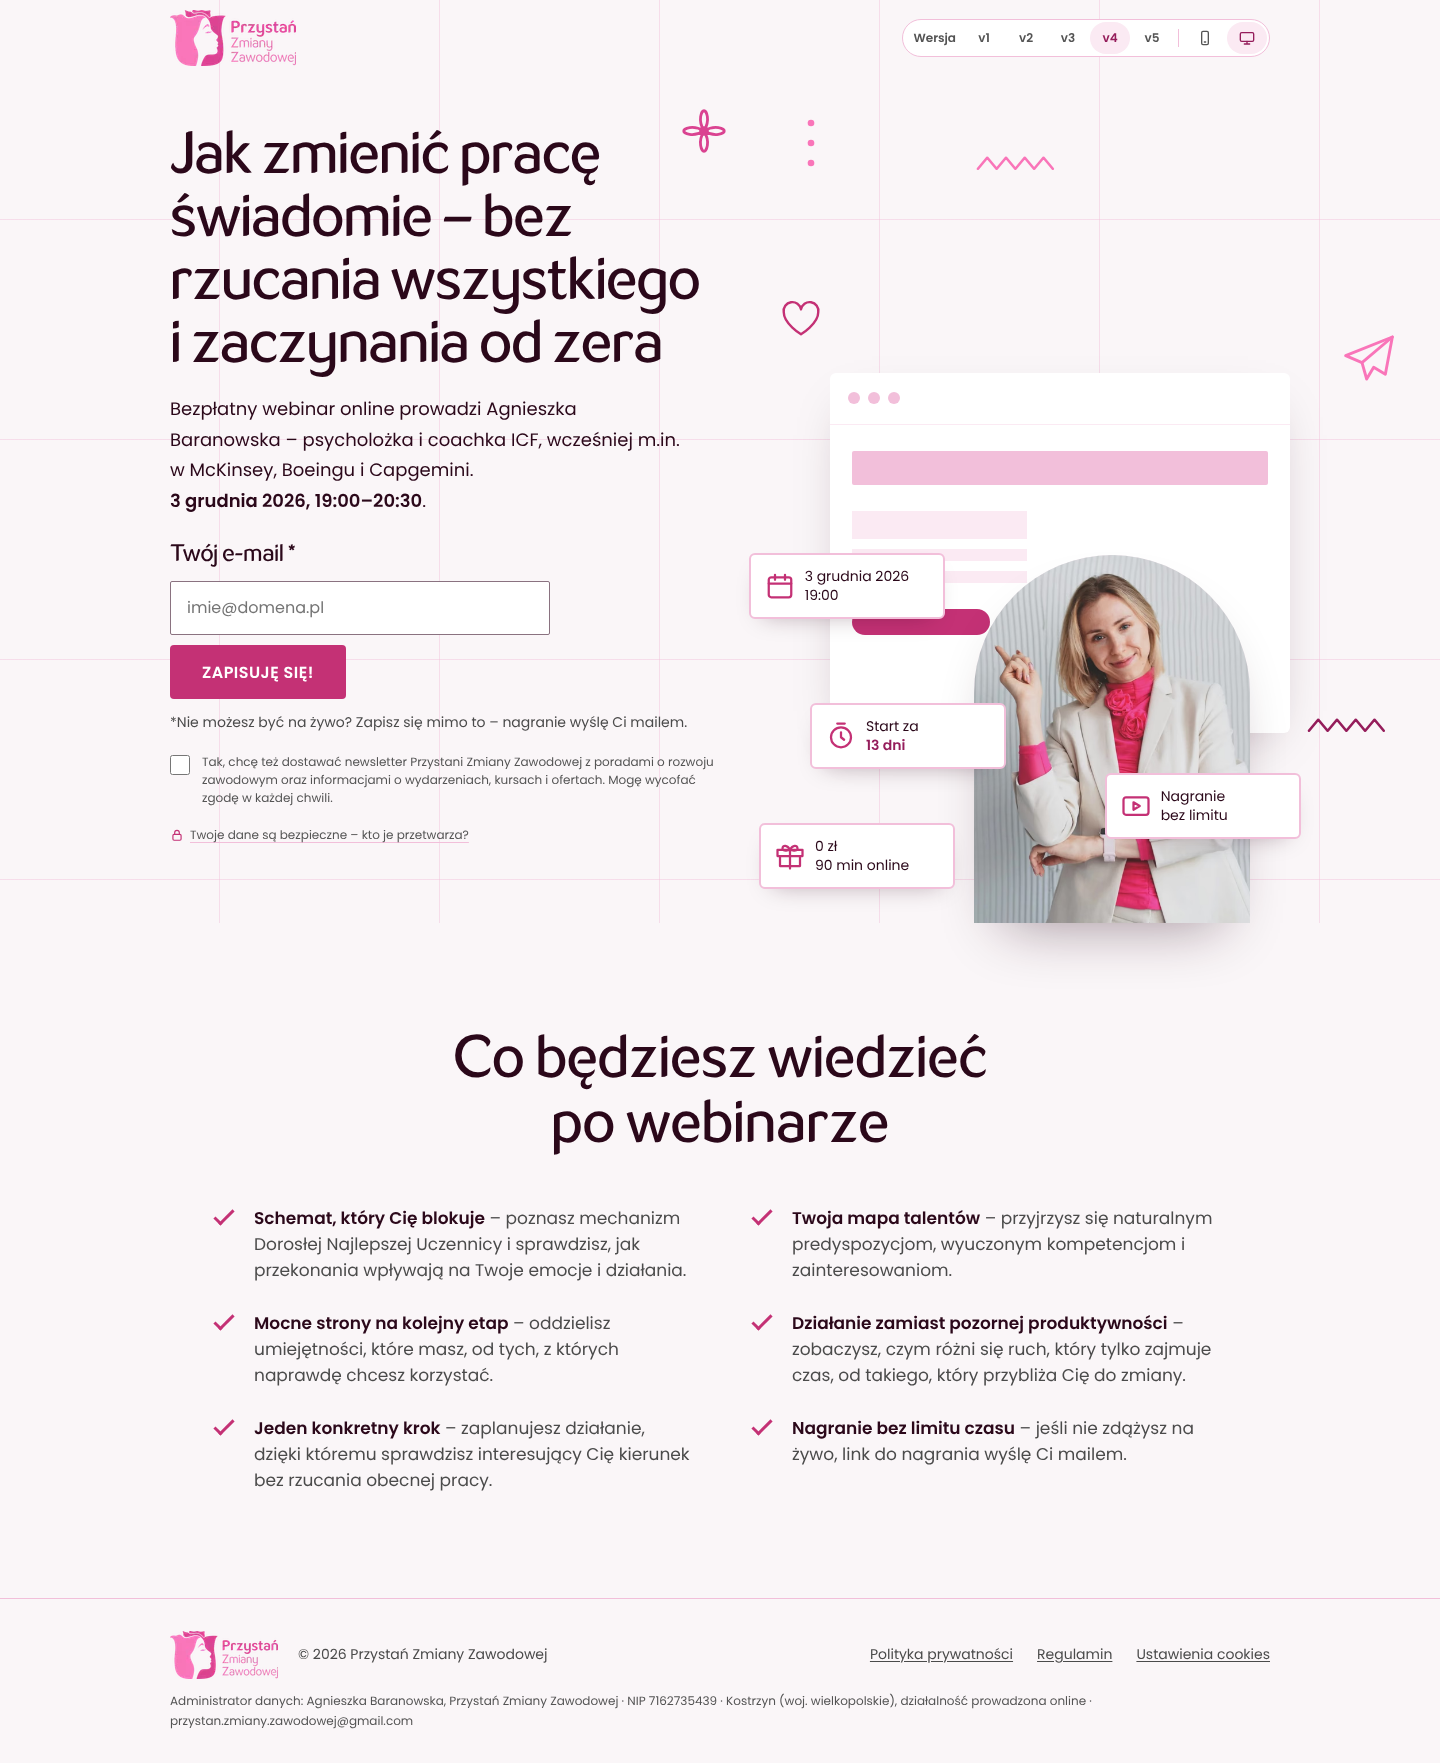 Przystań
Zmiany
Zawodowej
Wersja v1 v2 v3 v4 v5
Jak zmienić pracę
świadomie – bez
rzucania wszystkiego
i zaczynania od zera
Bezpłatny webinar online prowadzi Agnieszka
Baranowska – psycholożka i coachka ICF, wcześniej m.in.
w McKinsey, Boeingu i Capgemini.
3 grudnia 2026, 19:00–20:30.
Twój e-mail *
imie@domena.pl
ZAPISUJĘ SIĘ!
*Nie możesz być na żywo? Zapisz się mimo to – nagranie wyślę Ci mailem.
Tak, chcę też dostawać newsletter Przystani Zmiany Zawodowej z poradami o rozwoju
zawodowym oraz informacjami o wydarzeniach, kursach i ofertach. Mogę wycofać
zgodę w każdej chwili.
Twoje dane są bezpieczne – kto je przetwarza?
3 grudnia 2026
19:00
Start za
13 dni
Nagranie
bez limitu
0 zł
90 min online
Co będziesz wiedzieć
po webinarze
Schemat, który Cię blokuje – poznasz mechanizm
Dorosłej Najlepszej Uczennicy i sprawdzisz, jak
przekonania wpływają na Twoje emocje i działania.
Twoja mapa talentów – przyjrzysz się naturalnym
predyspozycjom, wyuczonym kompetencjom i
zainteresowaniom.
Mocne strony na kolejny etap – oddzielisz
umiejętności, które masz, od tych, z których
naprawdę chcesz korzystać.
Działanie zamiast pozornej produktywności –
zobaczysz, czym różni się ruch, który tylko zajmuje
czas, od takiego, który przybliża Cię do zmiany.
Jeden konkretny krok – zaplanujesz działanie,
dzięki któremu sprawdzisz interesujący Cię kierunek
bez rzucania obecnej pracy.
Nagranie bez limitu czasu – jeśli nie zdążysz na
żywo, link do nagrania wyślę Ci mailem.
Przystań
Zmiany
Zawodowej
© 2026 Przystań Zmiany Zawodowej
Polityka prywatności Regulamin Ustawienia cookies
Administrator danych: Agnieszka Baranowska, Przystań Zmiany Zawodowej · NIP 7162735439 · Kostrzyn (woj. wielkopolskie), działalność prowadzona online ·
przystan.zmiany.zawodowej@gmail.com